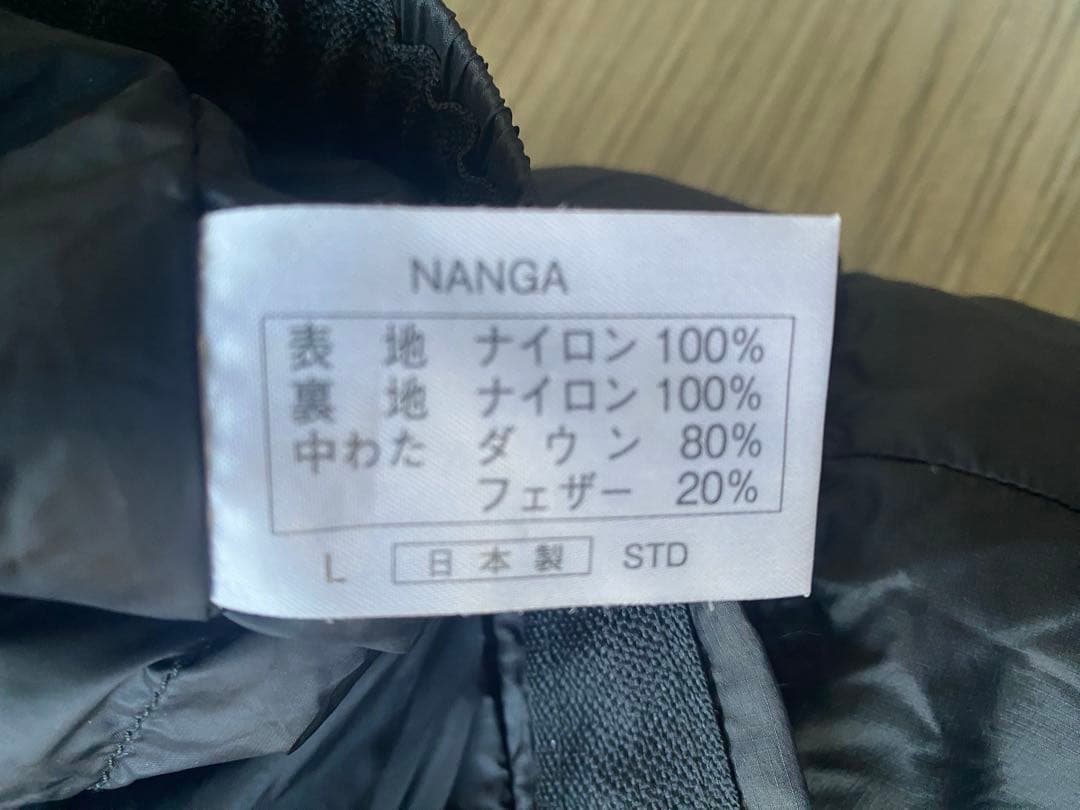 NANGA
表 地 ナイロン 100%
裏 地 ナイロン 100%
中わた ダ ウ ン 80%
フェザー 20%
L 日 本 製 STD